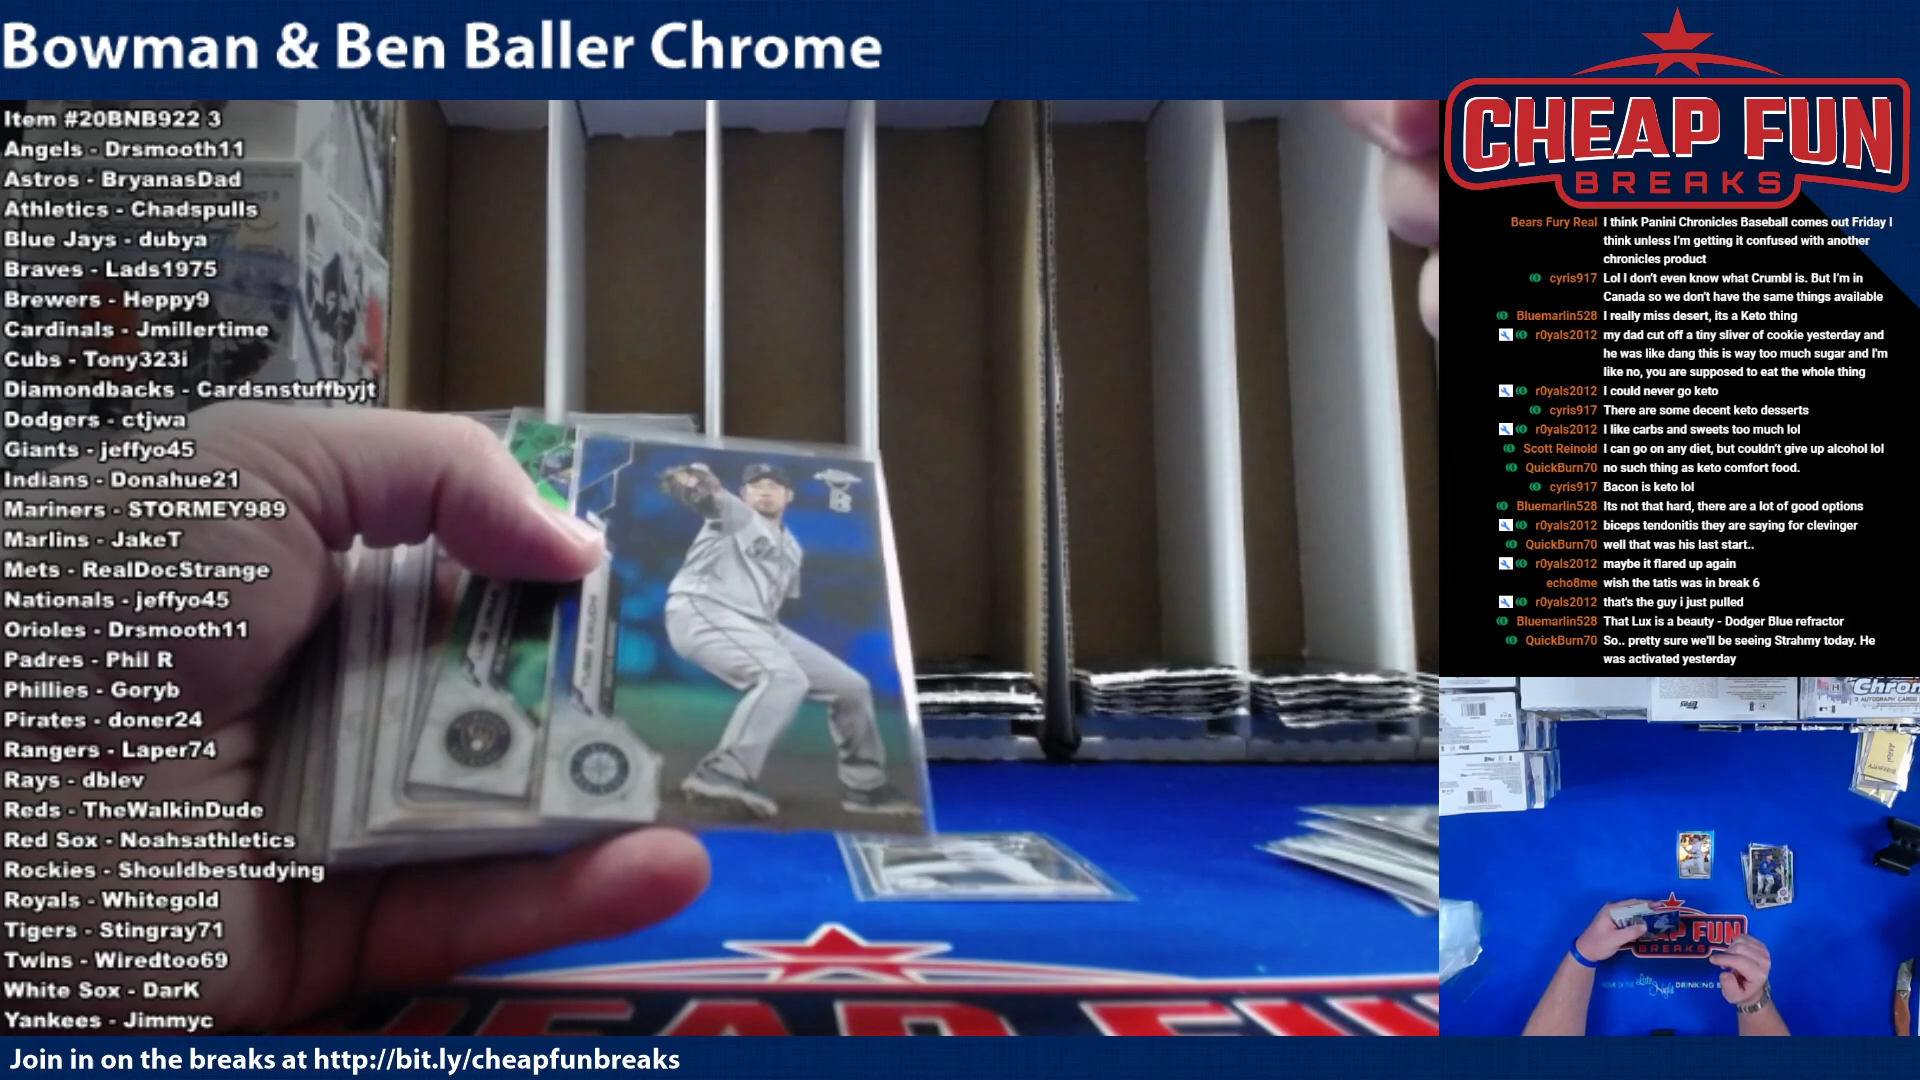 Bowman & Ben Baller Chrome
Item #20BNB922 3
Angels - Drsmooth11
Astros - BryanasDad
Athletics - Chadspulls
Blue Jays - dubya
Braves - Lads1975
Brewers - Heppy9
Cardinals - Jmillertime
Cubs - Tony323i
Diamondbacks - Cardsnstuffbyjt
Dodgers - ctjwa
Giants - jeffyo45
Indians - Donahue21
Mariners - STORMEY989
Marlins - JakeT
Mets - RealDocStrange
Nationals - jeffyo45
Orioles - Drsmooth11
Padres - Phil R
Phillies - Goryb
Pirates - doner24
Rangers - Laper74
Rays - dblev
Reds - TheWalkinDude
Red Sox - Noahsathletics
Rockies - Shouldbestudying
Royals - Whitegold
Tigers - Stingray71
Twins - Wiredtoo69
White Sox - DarK
Yankees - Jimmyc
B
CHEAP FUN
CHEAP FUN
BREAKS
Bears Fury Real I think Panini Chronicles Baseball comes out Friday I
think unless I'm getting it confused with another
chronicles product
cyris917 Lol I don't even know what Crumbl is. But I'm in
Canada so we don't have the same things available
Bluemarlin528 I really miss desert, its a Keto thing
r0yals2012 my dad cut off a tiny sliver of cookie yesterday and
he was like dang this is way too much sugar and I'm
like no, you are supposed to eat the whole thing
r0yals2012 I could never go keto
cyris917 There are some decent keto desserts
r0yals2012 I like carbs and sweets too much lol
Scott Reinold I can go on any diet, but couldn't give up alcohol lol
QuickBurn70 no such thing as keto comfort food.
cyris917 Bacon is keto lol
Bluemarlin528 Its not that hard, there are a lot of good options
r0yals2012 biceps tendonitis they are saying for clevinger
QuickBurn70 well that was his last start..
r0yals2012 maybe it flared up again
echo8me wish the tatis was in break 6
r0yals2012 that's the guy i just pulled
Bluemarlin528 That Lux is a beauty - Dodger Blue refractor
QuickBurn70 So.. pretty sure we'll be seeing Strahmy today. He
was activated yesterday
Chron
AP FUN
BREAKS
Late
Night
DRINKING B
Join in on the breaks at http://bit.ly/cheapfunbreaks